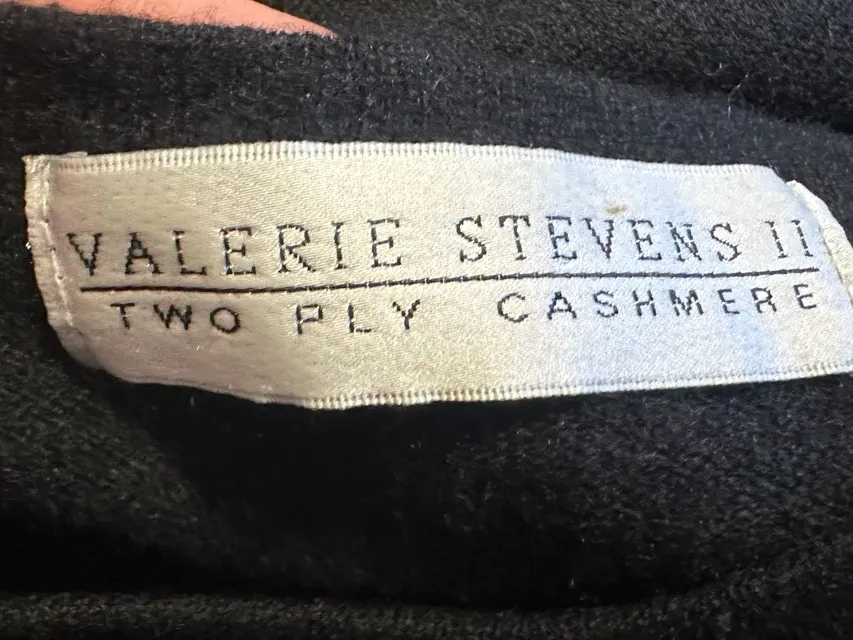 VALERIE STEVENS II
TWO PLY CASHMERE